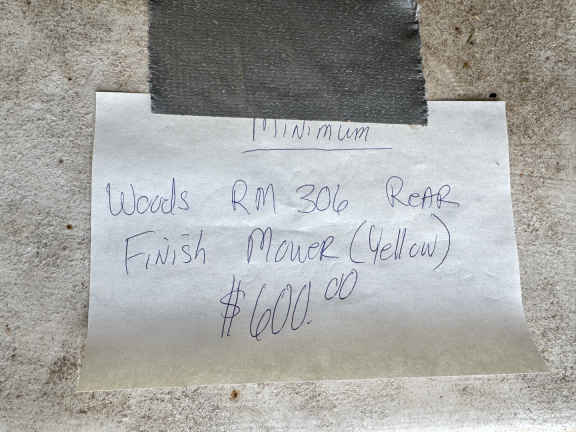 Minimum
Woods RM 306 Rear
Finish Mower (Yellow)
$600.00